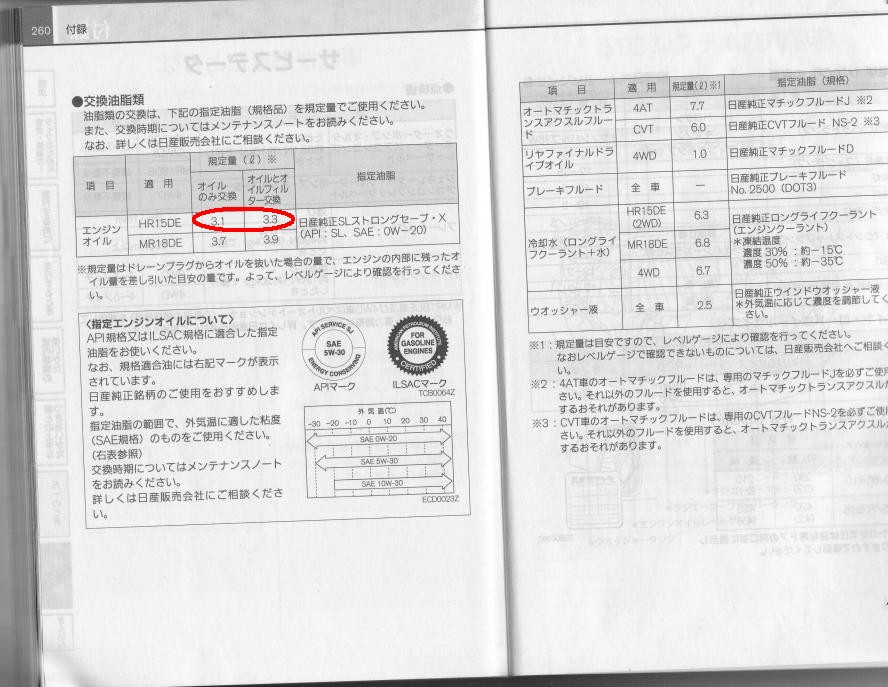 260
付録
●交換油脂類
油脂類の交換は、下記の指定油脂（規格品）を規定量でご使用ください。
また、交換時期についてはメンテナンスノートをお読みください。
なお、詳しくは日産販売会社にご相談ください。
項　目 適　用 規定量（ℓ）※ 指定油脂
オイルのみ交換 オイルとオイルフィルター交換
エンジンオイル HR15DE 3.1 3.3 日産純正SLストロングセーブ・X
MR18DE 3.7 3.9 （API：SL、SAE：0W－20）
※規定量はドレーンプラグからオイルを抜いた場合の量で、エンジンの内部に残ったオ
イル量を差し引いた目安の量です。よって、レベルゲージにより確認を行ってくださ
い。
〈指定エンジンオイルについて〉
API規格又はILSAC規格に適合した指定
油脂をお使いください。
なお、規格適合油には右記マークが表示
されています。
日産純正銘柄のご使用をおすすめしま
す。
指定油脂の範囲で、外気温に適した粘度
（SAE規格）のものをご使用ください。
（右表参照）
交換時期についてはメンテナンスノート
をお読みください。
詳しくは日産販売会社にご相談くださ
い。
API SERVICE SJ
SAE
5W-30
ENERGY CONSERVING
APIマーク
FOR
GASOLINE
ENGINES
CERTIFIED
ILSACマーク
TCB0064Z
外 気 温(℃)
-30 -20 -10 0 10 20 30 40
SAE 0W-20
SAE 5W-30
SAE 10W-30
ECD0023Z
項　目 適　用 規定量(ℓ)※1 指定油脂（規格）
オートマチックトランスアクスルフルード 4AT 7.7 日産純正マチックフルードJ ※2
CVT 6.0 日産純正CVTフルード NS-2 ※3
リヤファイナルドライブオイル 4WD 1.0 日産純正マチックフルードD
ブレーキフルード 全 車 － 日産純正ブレーキフルード
No. 2500 (DOT3)
冷却水（ロングライフクーラント＋水） HR15DE (2WD) 6.3 日産純正ロングライフクーラント
（エンジンクーラント）
MR18DE 6.8 ＊凍結温度
濃度30%：約－15℃
4WD 6.7 濃度50%：約－35℃
ウオッシャー液 全 車 2.5 日産純正ウインドウオッシャー液
＊外気温に応じて濃度を調節してく
さい。
※1：規定量は目安ですので、レベルゲージにより確認を行ってください。
なおレベルゲージで確認できないものについては、日産販売会社へご相談く
い。
※2：4AT車のオートマチックフルードは、専用のマチックフルードJを必ずご使
さい。それ以外のフルードを使用すると、オートマチックトランスアクスルが
するおそれがあります。
※3：CVT車のオートマチックフルードは、専用のCVTフルードNS-2を必ずご使
さい。それ以外のフルードを使用すると、オートマチックトランスアクスル
するおそれがあります。